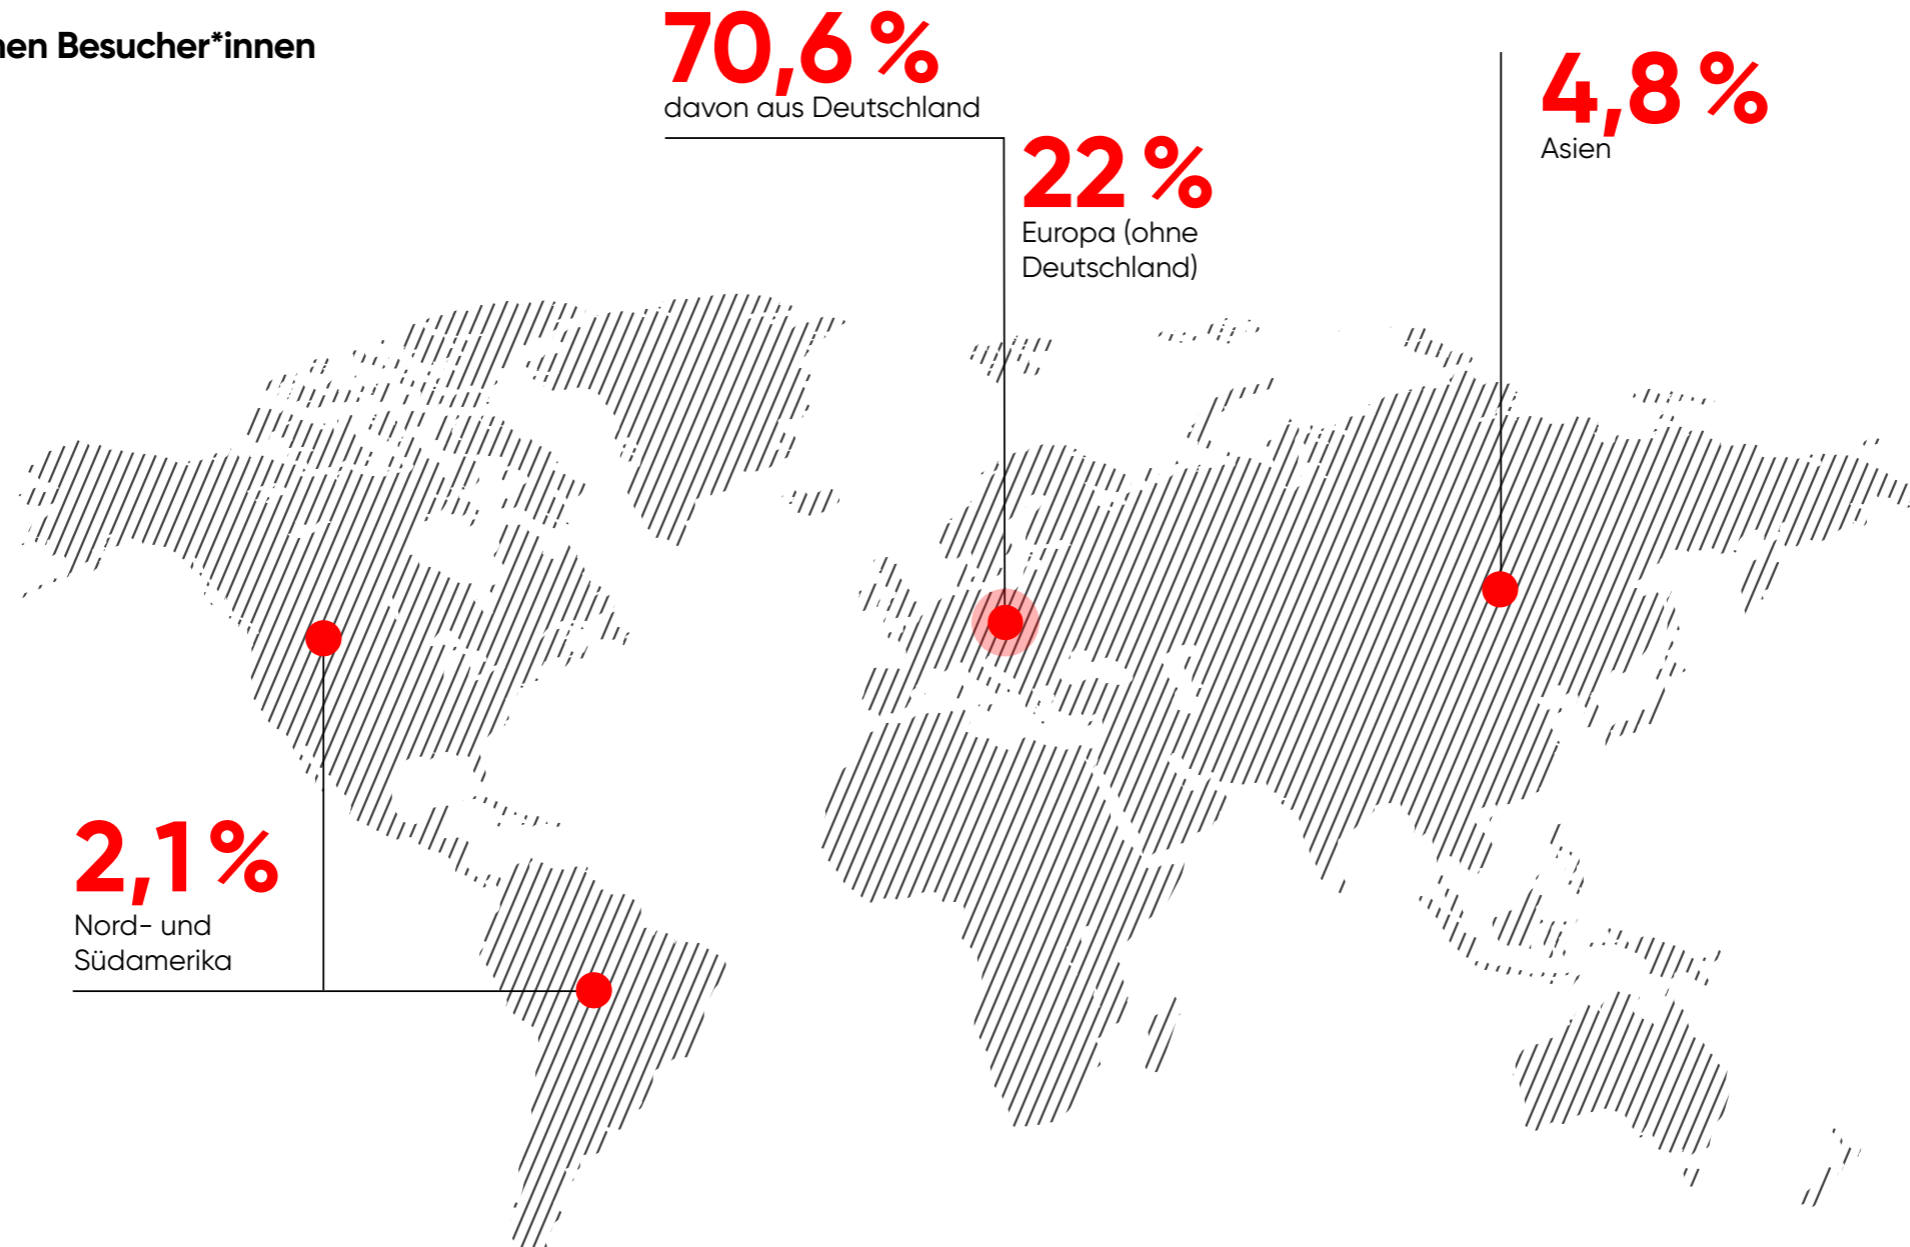 Besucher*innen
70,6 %
davon aus Deutschland
22 %
Europa (ohne
Deutschland)
4,8 %
Asien
2,1 %
Nord- und
Südamerika